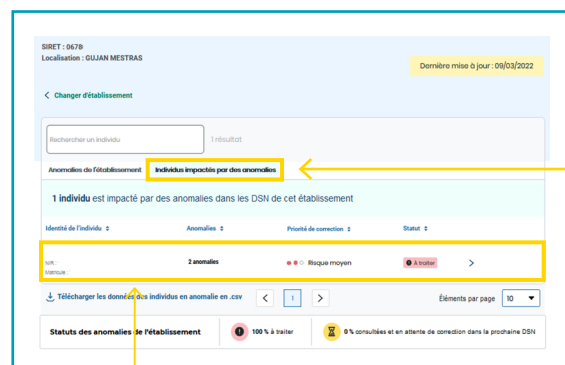 SIRET : 067B
Localisation : GUJAN MESTRAS
Dernière mise à jour : 09/03/2022
Changer d'établissement
Rechercher un individu
1 résultat
Anomalies de l'établissement
Individus impactés par des anomalies
1 individu est impacté par des anomalies dans les DSN de cet établissement
Identité de l'individu
Anomalies
Priorité de correction
Statut
NIR :
Matricule :
2 anomalies
Risque moyen
À traiter
Télécharger les données des individus en anomalie en .csv
1
Éléments par page
10
Statuts des anomalies de l'établissement
100 % à traiter
0 % consultées et en attente de correction dans la prochaine DSN